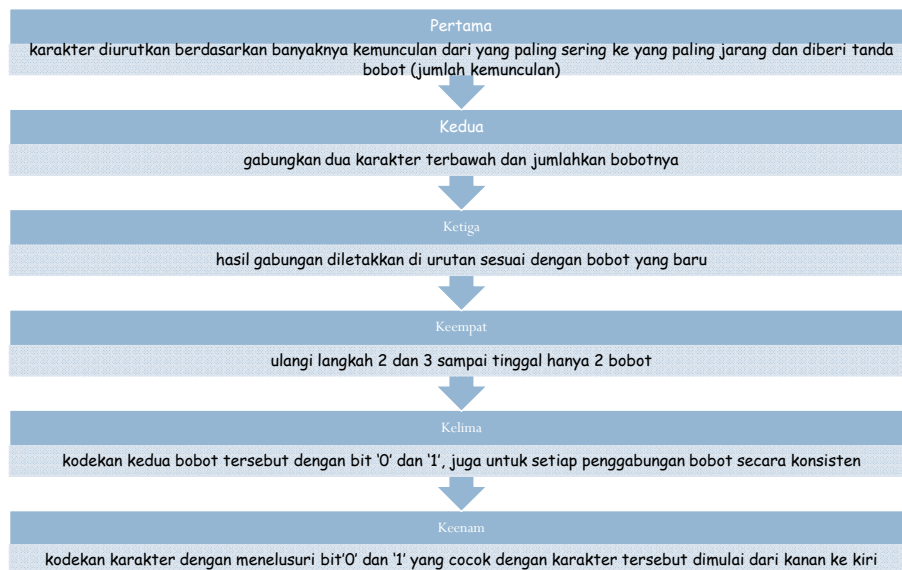 Pertama
karakter diurutkan berdasarkan banyaknya kemunculan dari yang paling sering ke yang paling jarang dan diberi tanda
bobot (jumlah kemunculan)
Kedua
gabungkan dua karakter terbawah dan jumlahkan bobotnya
Ketiga
hasil gabungan diletakkan di urutan sesuai dengan bobot yang baru
Keempat
ulangi langkah 2 dan 3 sampai tinggal hanya 2 bobot
Kelima
kodekan kedua bobot tersebut dengan bit ‘0’ dan ‘1’, juga untuk setiap penggabungan bobot secara konsisten
Keenam
kodekan karakter dengan menelusuri bit‘0’ dan ‘1’ yang cocok dengan karakter tersebut dimulai dari kanan ke kiri